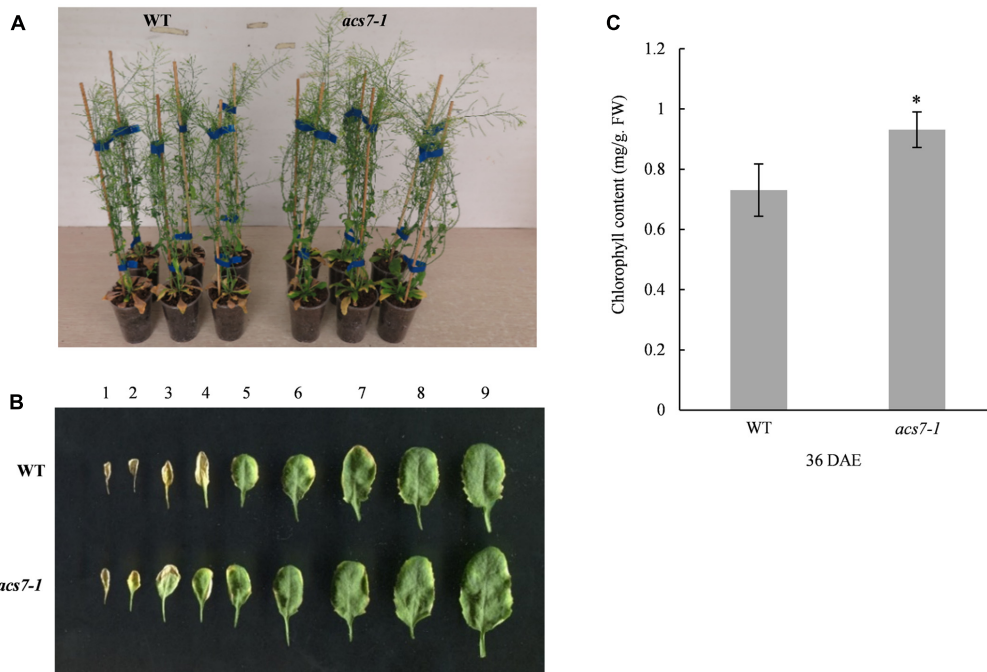 A
WT acs7-1
B
1 2 3 4 5 6 7 8 9
WT
acs7-1
C
1.2
1
0.8
0.6
0.4
0.2
0
Chlorophyll content (mg/g. FW)
*
WT acs7-1
36 DAE